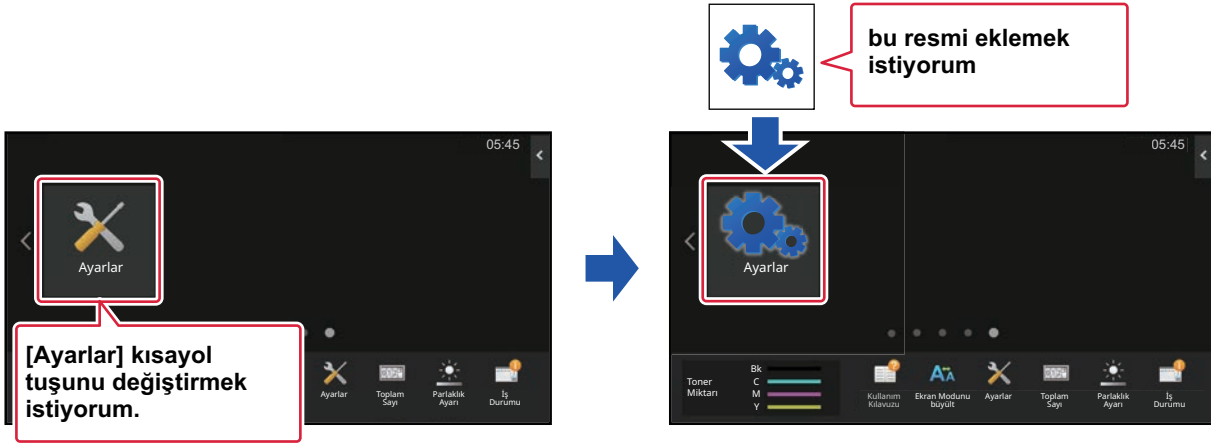 bu resmi eklemek
istiyorum
05:45
Ayarlar
[Ayarlar] kısayol
tuşunu değiştirmek
istiyorum.
Ayarlar
Toplam
Sayı
Parlaklık
Ayarı
İş
Durumu
05:45
Ayarlar
Toner
Miktarı
Bk
C
M
Y
Kullanım
Kılavuzu
Ekran Modunu
büyült
Ayarlar
Toplam
Sayı
Parlaklık
Ayarı
İş
Durumu